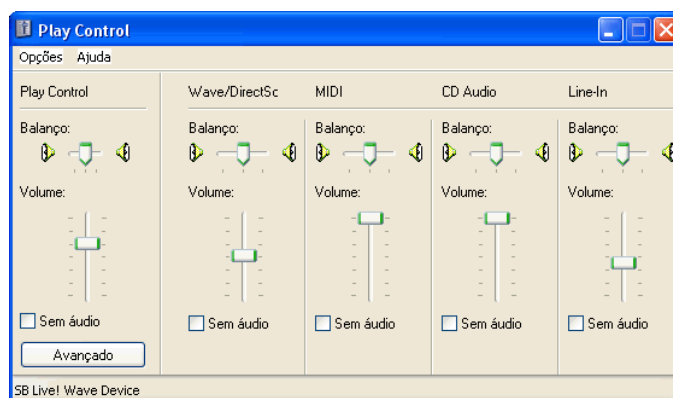 Play Control
Opções Ajuda
Play Control Wave/DirectSc MIDI CD Audio Line-In
Balanço: Balanço: Balanço: Balanço: Balanço:
Volume: Volume: Volume: Volume: Volume:
Sem áudio Sem áudio Sem áudio Sem áudio Sem áudio
Avançado
SB Live! Wave Device